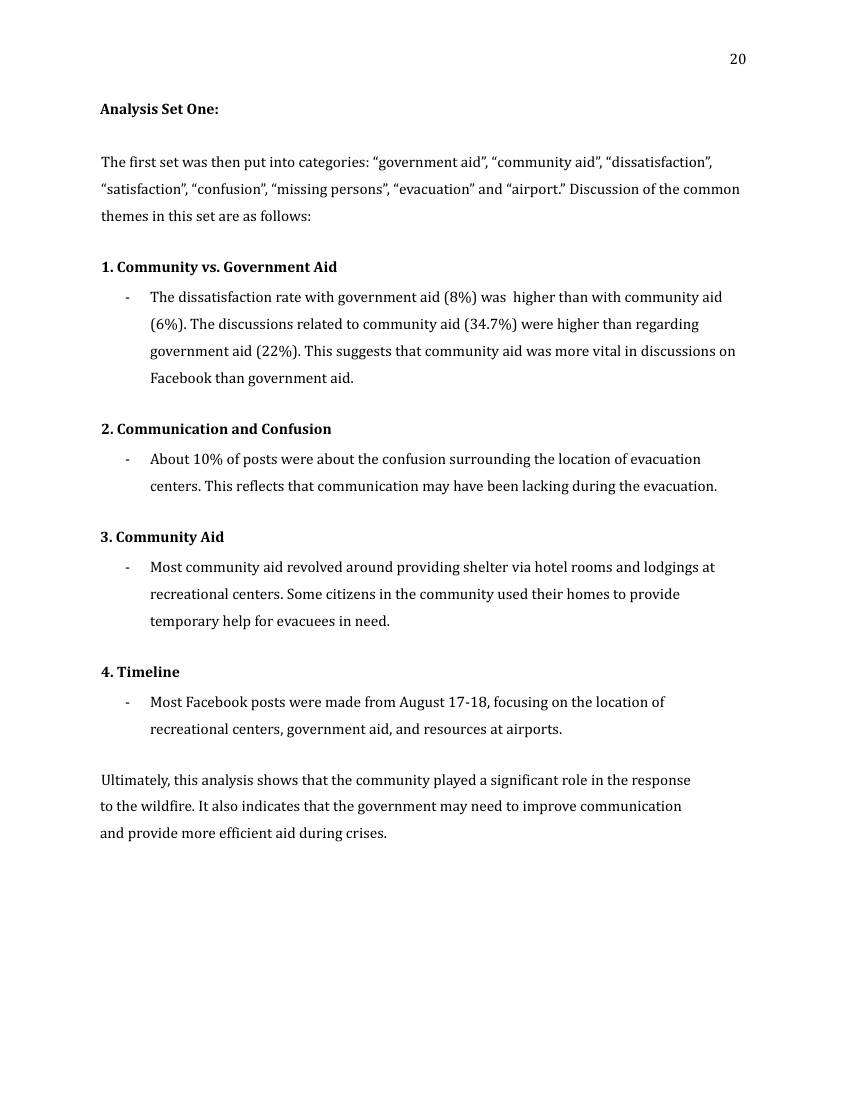 20
Analysis Set One:
The first set was then put into categories: “government aid”, “community aid”, “dissatisfaction”,
“satisfaction”, “confusion”, “missing persons”, “evacuation” and “airport.” Discussion of the common
themes in this set are as follows:
1. Community vs. Government Aid
- The dissatisfaction rate with government aid (8%) was  higher than with community aid
(6%). The discussions related to community aid (34.7%) were higher than regarding
government aid (22%). This suggests that community aid was more vital in discussions on
Facebook than government aid.
2. Communication and Confusion
- About 10% of posts were about the confusion surrounding the location of evacuation
centers. This reflects that communication may have been lacking during the evacuation.
3. Community Aid
- Most community aid revolved around providing shelter via hotel rooms and lodgings at
recreational centers. Some citizens in the community used their homes to provide
temporary help for evacuees in need.
4. Timeline
- Most Facebook posts were made from August 17-18, focusing on the location of
recreational centers, government aid, and resources at airports.
Ultimately, this analysis shows that the community played a significant role in the response
to the wildfire. It also indicates that the government may need to improve communication
and provide more efficient aid during crises.